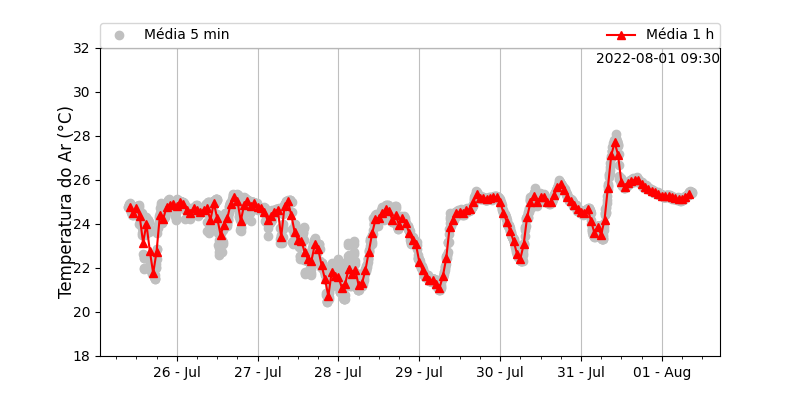 Média 5 min
Média 1 h
2022-08-01 09:30
Temperatura do Ar (°C)
32
30
28
26
24
22
20
18
26 - Jul
27 - Jul
28 - Jul
29 - Jul
30 - Jul
31 - Jul
01 - Aug